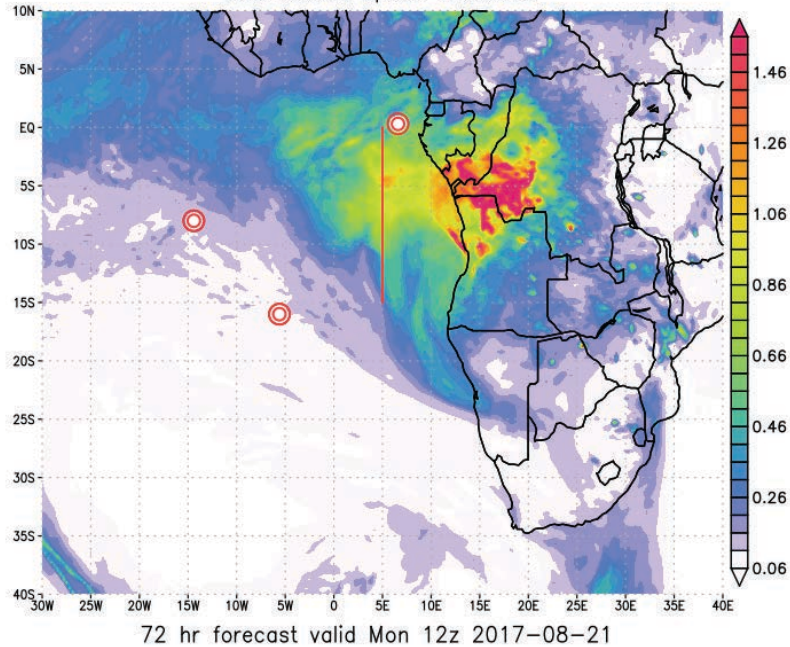 10N
5N
EQ
5S
10S
15S
20S
25S
30S
35S
40S
30W 25W 20W 15W 10W 5W 0 5E 10E 15E 20E 25E 30E 35E 40E
1.46
1.26
1.06
0.86
0.66
0.46
0.26
0.06
72 hr forecast valid Mon 12z 2017-08-21